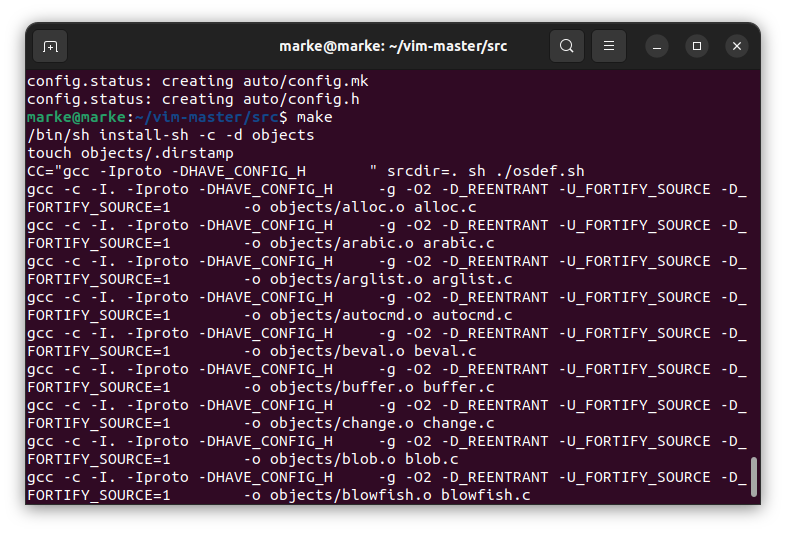 marke@marke: ~/vim-master/src
config.status: creating auto/config.mk
config.status: creating auto/config.h
marke@marke:~/vim-master/src$ make
/bin/sh install-sh -c -d objects
touch objects/.dirstamp
CC="gcc -Iproto -DHAVE_CONFIG_H       " srcdir=. sh ./osdef.sh
gcc -c -I. -Iproto -DHAVE_CONFIG_H     -g -O2 -D_REENTRANT -U_FORTIFY_SOURCE -D_
FORTIFY_SOURCE=1        -o objects/alloc.o alloc.c
gcc -c -I. -Iproto -DHAVE_CONFIG_H     -g -O2 -D_REENTRANT -U_FORTIFY_SOURCE -D_
FORTIFY_SOURCE=1        -o objects/arabic.o arabic.c
gcc -c -I. -Iproto -DHAVE_CONFIG_H     -g -O2 -D_REENTRANT -U_FORTIFY_SOURCE -D_
FORTIFY_SOURCE=1        -o objects/arglist.o arglist.c
gcc -c -I. -Iproto -DHAVE_CONFIG_H     -g -O2 -D_REENTRANT -U_FORTIFY_SOURCE -D_
FORTIFY_SOURCE=1        -o objects/autocmd.o autocmd.c
gcc -c -I. -Iproto -DHAVE_CONFIG_H     -g -O2 -D_REENTRANT -U_FORTIFY_SOURCE -D_
FORTIFY_SOURCE=1        -o objects/beval.o beval.c
gcc -c -I. -Iproto -DHAVE_CONFIG_H     -g -O2 -D_REENTRANT -U_FORTIFY_SOURCE -D_
FORTIFY_SOURCE=1        -o objects/buffer.o buffer.c
gcc -c -I. -Iproto -DHAVE_CONFIG_H     -g -O2 -D_REENTRANT -U_FORTIFY_SOURCE -D_
FORTIFY_SOURCE=1        -o objects/change.o change.c
gcc -c -I. -Iproto -DHAVE_CONFIG_H     -g -O2 -D_REENTRANT -U_FORTIFY_SOURCE -D_
FORTIFY_SOURCE=1        -o objects/blob.o blob.c
gcc -c -I. -Iproto -DHAVE_CONFIG_H     -g -O2 -D_REENTRANT -U_FORTIFY_SOURCE -D_
FORTIFY_SOURCE=1        -o objects/blowfish.o blowfish.c